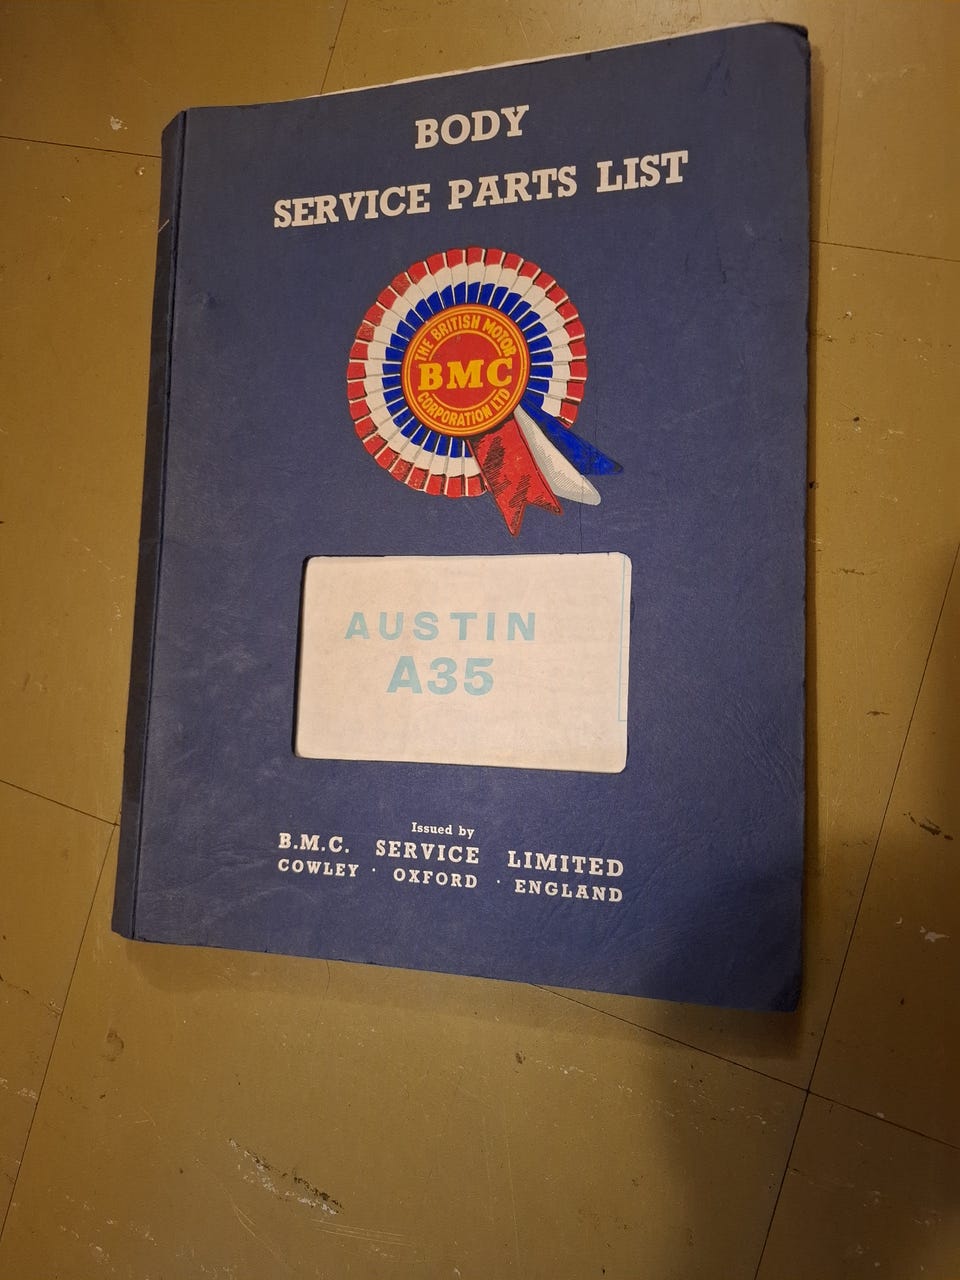 BODY
SERVICE PARTS LIST
THE BRITISH MOTOR
BMC
CORPORATION LTD
AUSTIN
A35
Issued by
B.M.C. SERVICE LIMITED
COWLEY · OXFORD · ENGLAND